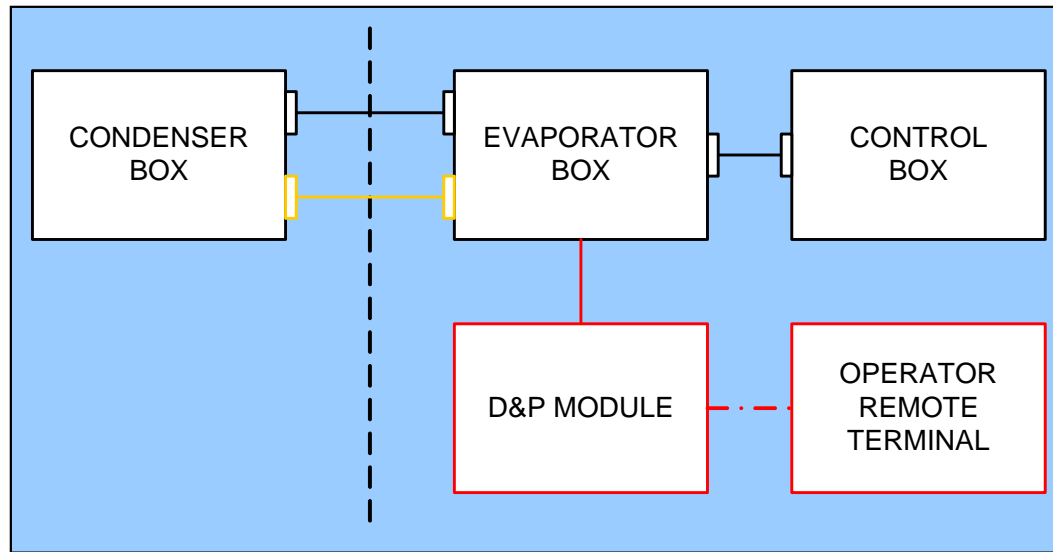 CONDENSER
BOX
EVAPORATOR
BOX
CONTROL
BOX
D&P MODULE
OPERATOR
REMOTE
TERMINAL